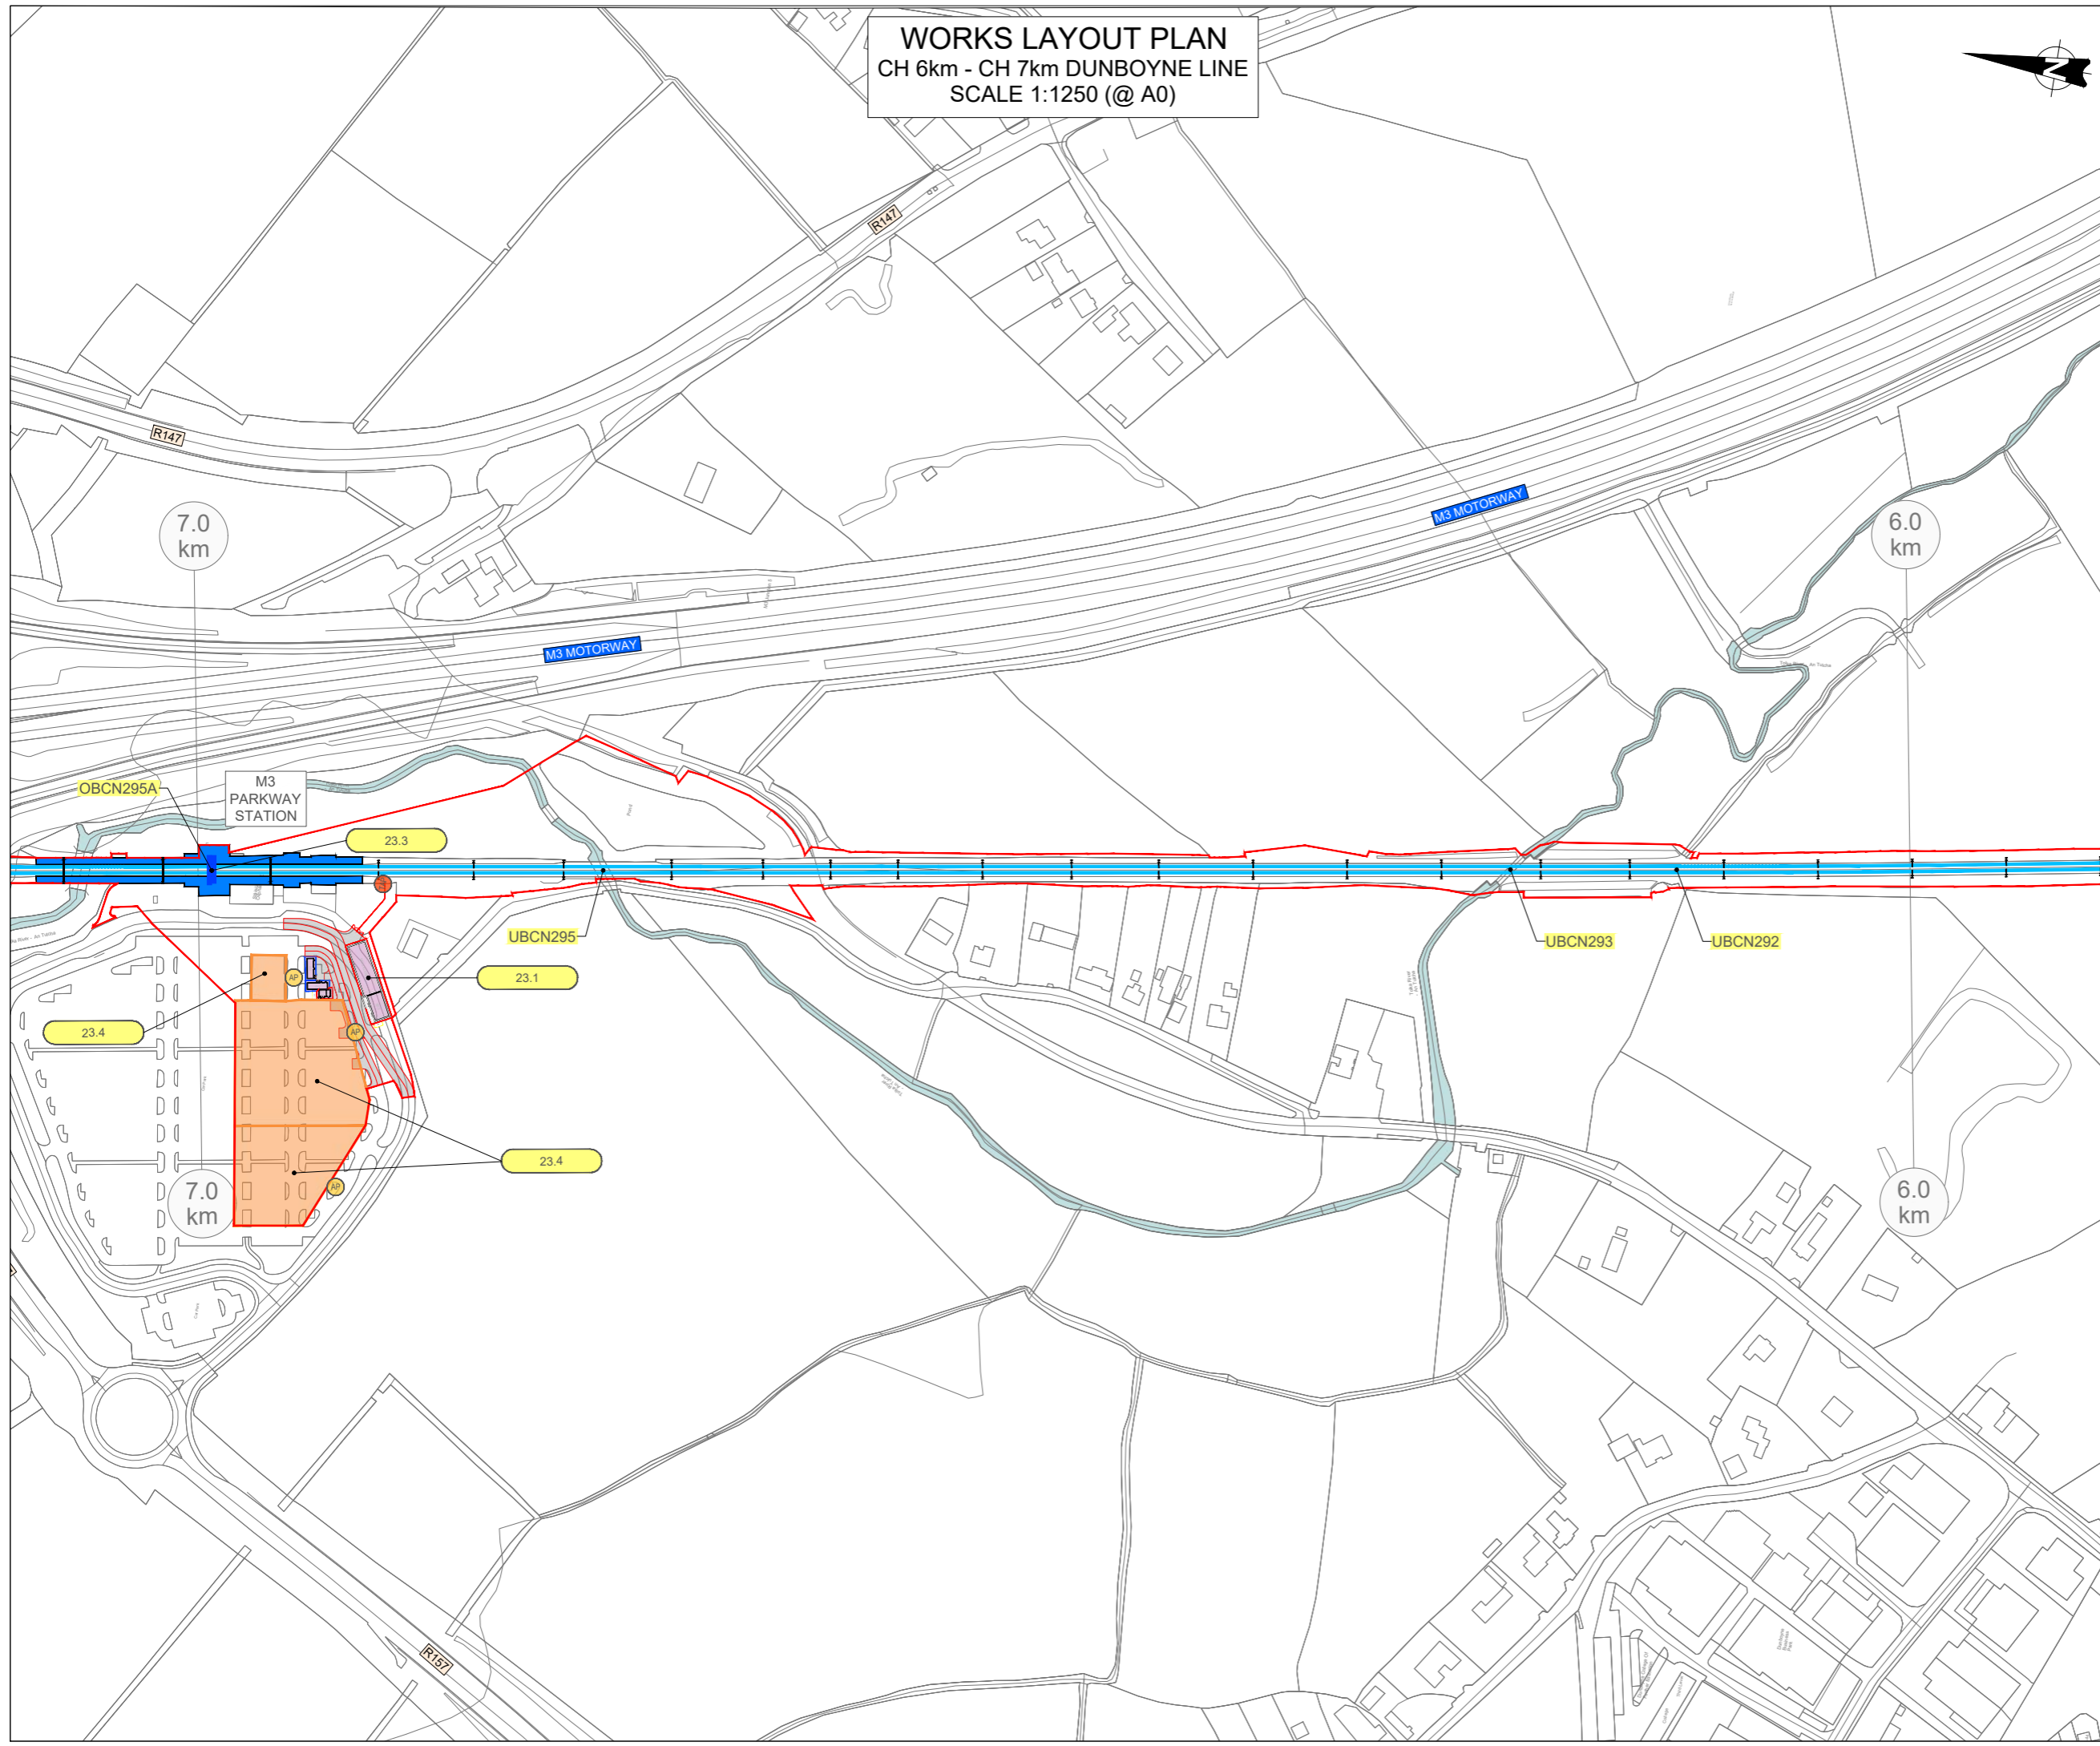 WORKS LAYOUT PLAN
CH 6km - CH 7km DUNBOYNE LINE
SCALE 1:1250 (@ A0)
N
R147
R147
M3 MOTORWAY
7.0
km
6.0
km
M3 MOTORWAY
OBCN295A
M3
PARKWAY
STATION
23.3
Pond
UBCN295
UBCN293
UBCN292
23.1
AP
23.4
AP
23.4
AP
7.0
km
6.0
km
R157